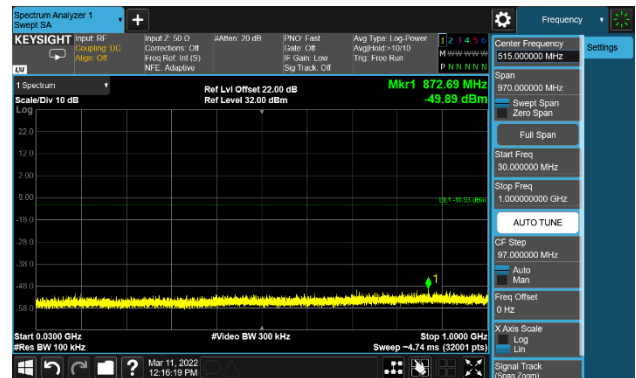 Spectrum Analyzer 1
Swept SA
+
Frequency
KEYSIGHT
Input: RF
Coupling: DC
Align: Off
Input Z: 50 Ω
Corrections: Off
Freq Ref: Int (S)
NFE: Adaptive
#Atten: 20 dB
PNO: Fast
Gate: Off
IF Gain: Low
Sig Track: Off
Avg Type: Log-Power
Avg|Hold:>10/10
Trig: Free Run
1 2 3 4 5 6
M W W W W W
P N N N N N
LXI
1 Spectrum
Scale/Div 10 dB
Log
Ref Lvl Offset 22.00 dB
Ref Level 32.00 dBm
Mkr1 872.69 MHz
-49.89 dBm
22.0
12.0
2.00
-8.00
-18.0
-28.0
-38.0
-48.0
-58.0
1
Start 0.0300 GHz
#Res BW 100 kHz
#Video BW 300 kHz
Stop 1.0000 GHz
Sweep ~4.74 ms (32001 pts)
Center Frequency
515.000000 MHz
Settings
Span
970.000000 MHz
Swept Span
Zero Span
Full Span
Start Freq
30.000000 MHz
Stop Freq
1.000000000 GHz
AUTO TUNE
CF Step
97.000000 MHz
Auto
Man
Freq Offset
0 Hz
X Axis Scale
Log
Lin
Signal Track
(Span Zoom)
?
Mar 11, 2022
12:16:19 PM